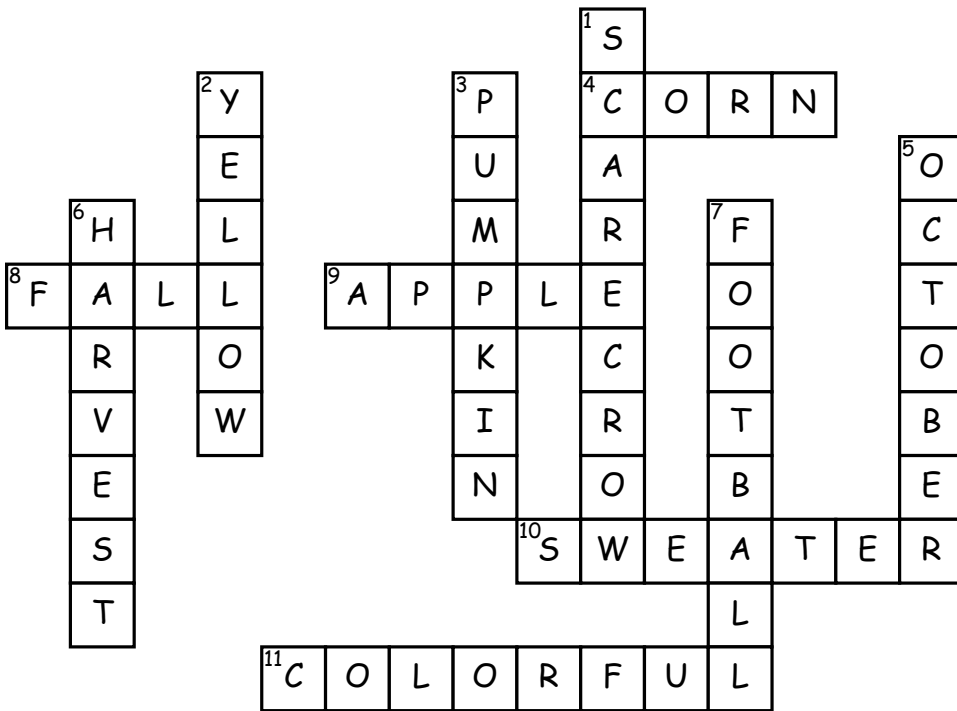 1 S
2 Y 3 P 4 C O R N
E U A 5 O
6 H L M R 7 F C
8 F A L L 9 A P P L E O T
R O K C O O
V W I R T B
E N O B E
S 10 S W E A T E R
T L
11 C O L O R F U L